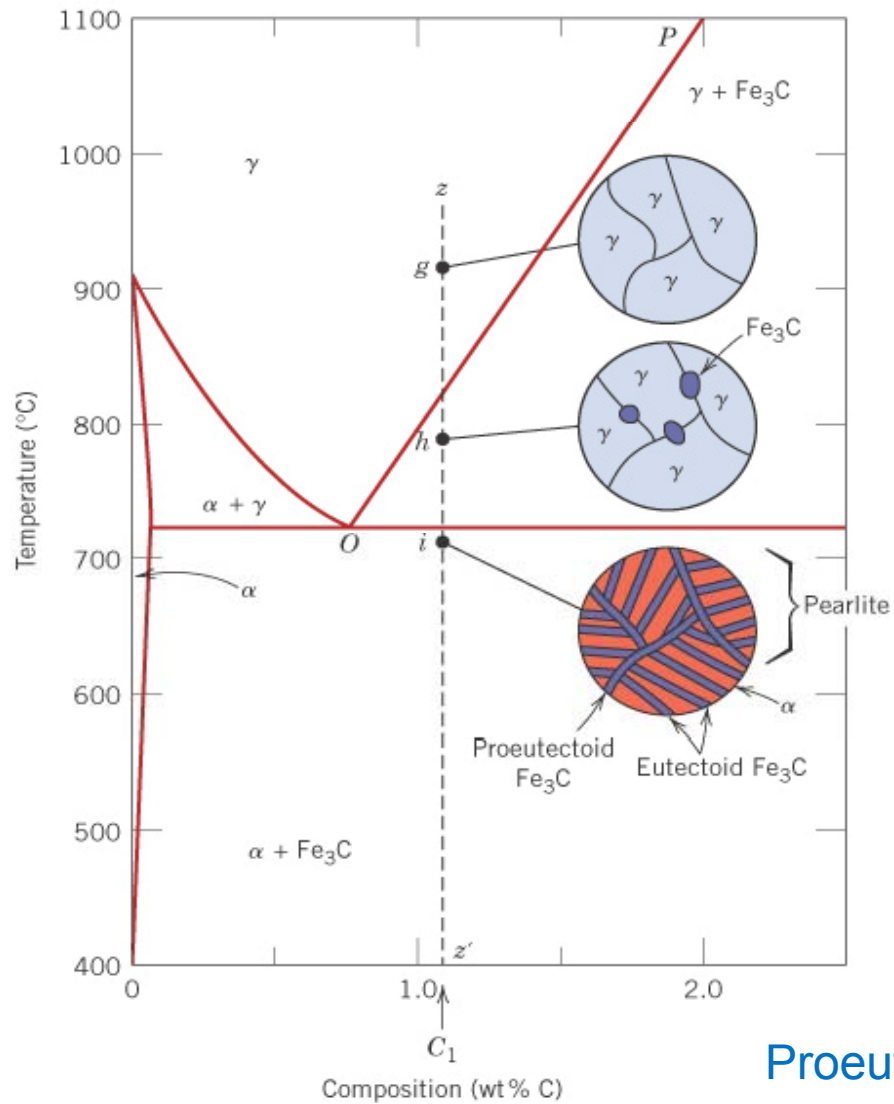 1100
P
γ + Fe₃C
1000
γ
z
γ
γ
γ
γ
g
900
Fe₃C
γ
γ
γ
γ
800
h
α + γ
O
i
700
α
Pearlite
Temperature (°C)
600
α
Proeutectoid
Fe₃C
Eutectoid Fe₃C
500
α + Fe₃C
z′
400
0
1.0
2.0
C₁
Composition (wt % C)
Proeu